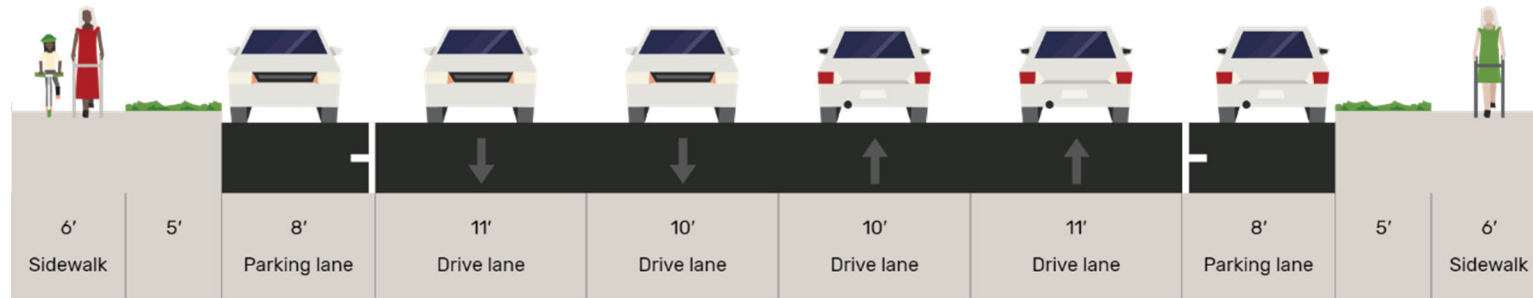 6′ 5′ 8′ 11′ 10′ 10′ 11′ 8′ 5′ 6′
Sidewalk Parking lane Drive lane Drive lane Drive lane Drive lane Parking lane Sidewalk